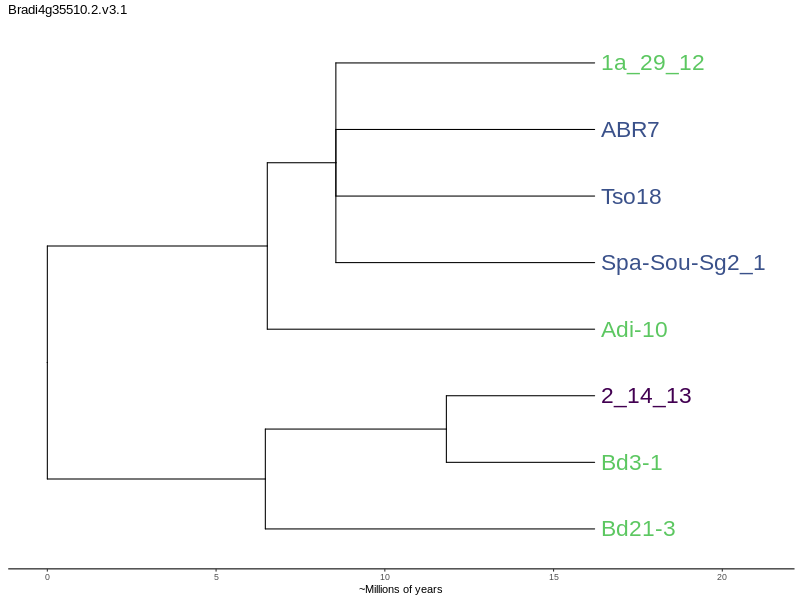 Bradi4g35510.2.v3.1
1a_29_12
ABR7
Tso18
Spa-Sou-Sg2_1
Adi-10
2_14_13
Bd3-1
Bd21-3
0 5 10 15 20
~Millions of years